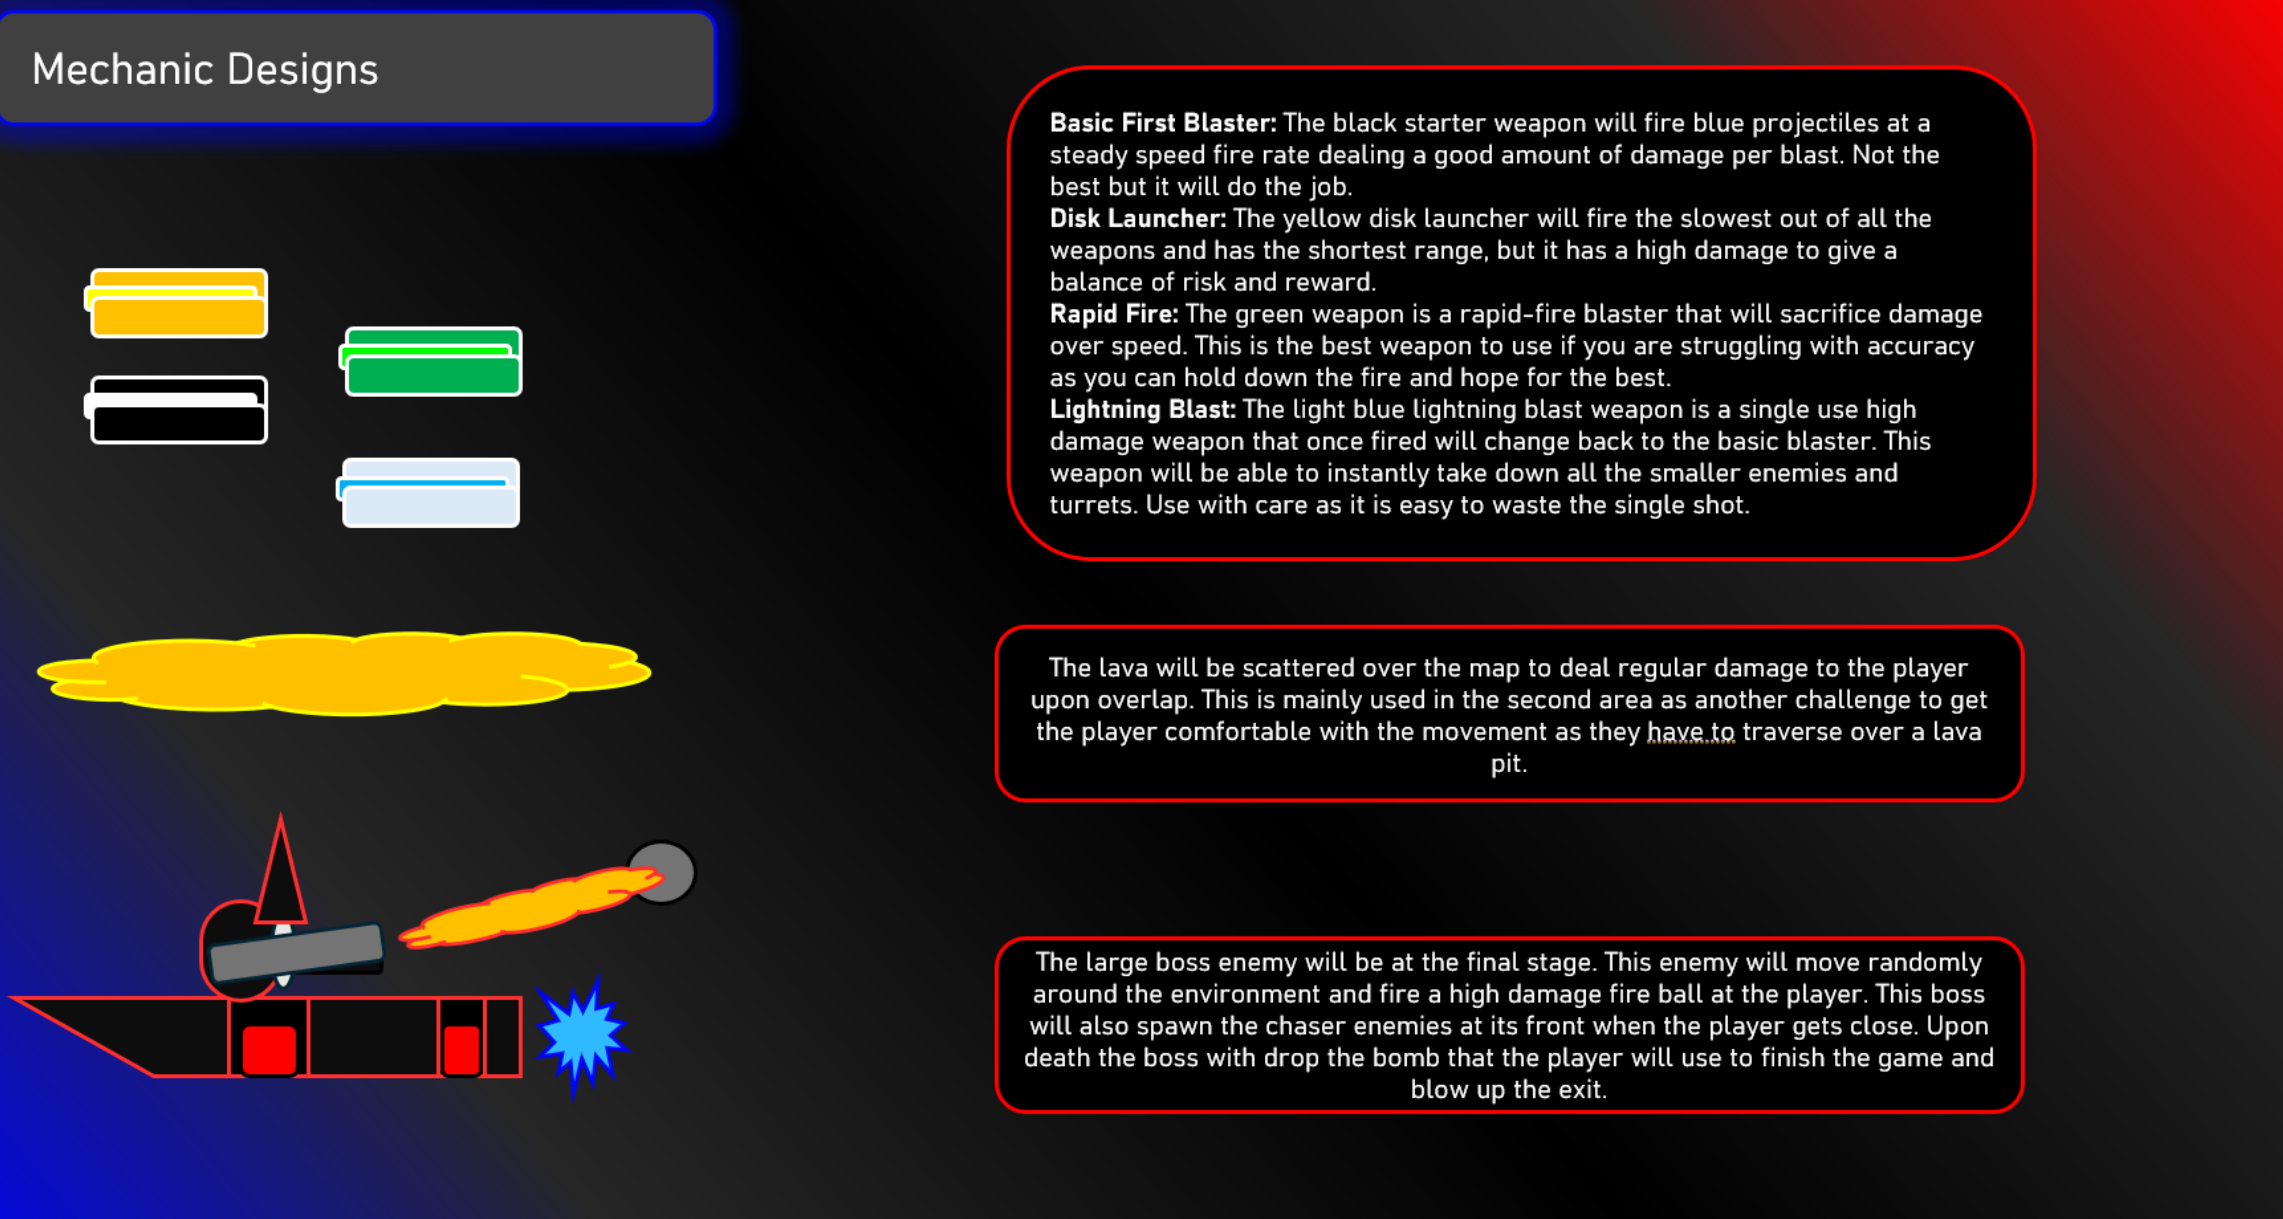 Mechanic Designs
Basic First Blaster: The black starter weapon will fire blue projectiles at a
steady speed fire rate dealing a good amount of damage per blast. Not the
best but it will do the job.
Disk Launcher: The yellow disk launcher will fire the slowest out of all the
weapons and has the shortest range, but it has a high damage to give a
balance of risk and reward.
Rapid Fire: The green weapon is a rapid-fire blaster that will sacrifice damage
over speed. This is the best weapon to use if you are struggling with accuracy
as you can hold down the fire and hope for the best.
Lightning Blast: The light blue lightning blast weapon is a single use high
damage weapon that once fired will change back to the basic blaster. This
weapon will be able to instantly take down all the smaller enemies and
turrets. Use with care as it is easy to waste the single shot.
The lava will be scattered over the map to deal regular damage to the player
upon overlap. This is mainly used in the second area as another challenge to get
the player comfortable with the movement as they have to traverse over a lava
pit.
The large boss enemy will be at the final stage. This enemy will move randomly
around the environment and fire a high damage fire ball at the player. This boss
will also spawn the chaser enemies at its front when the player gets close. Upon
death the boss with drop the bomb that the player will use to finish the game and
blow up the exit.